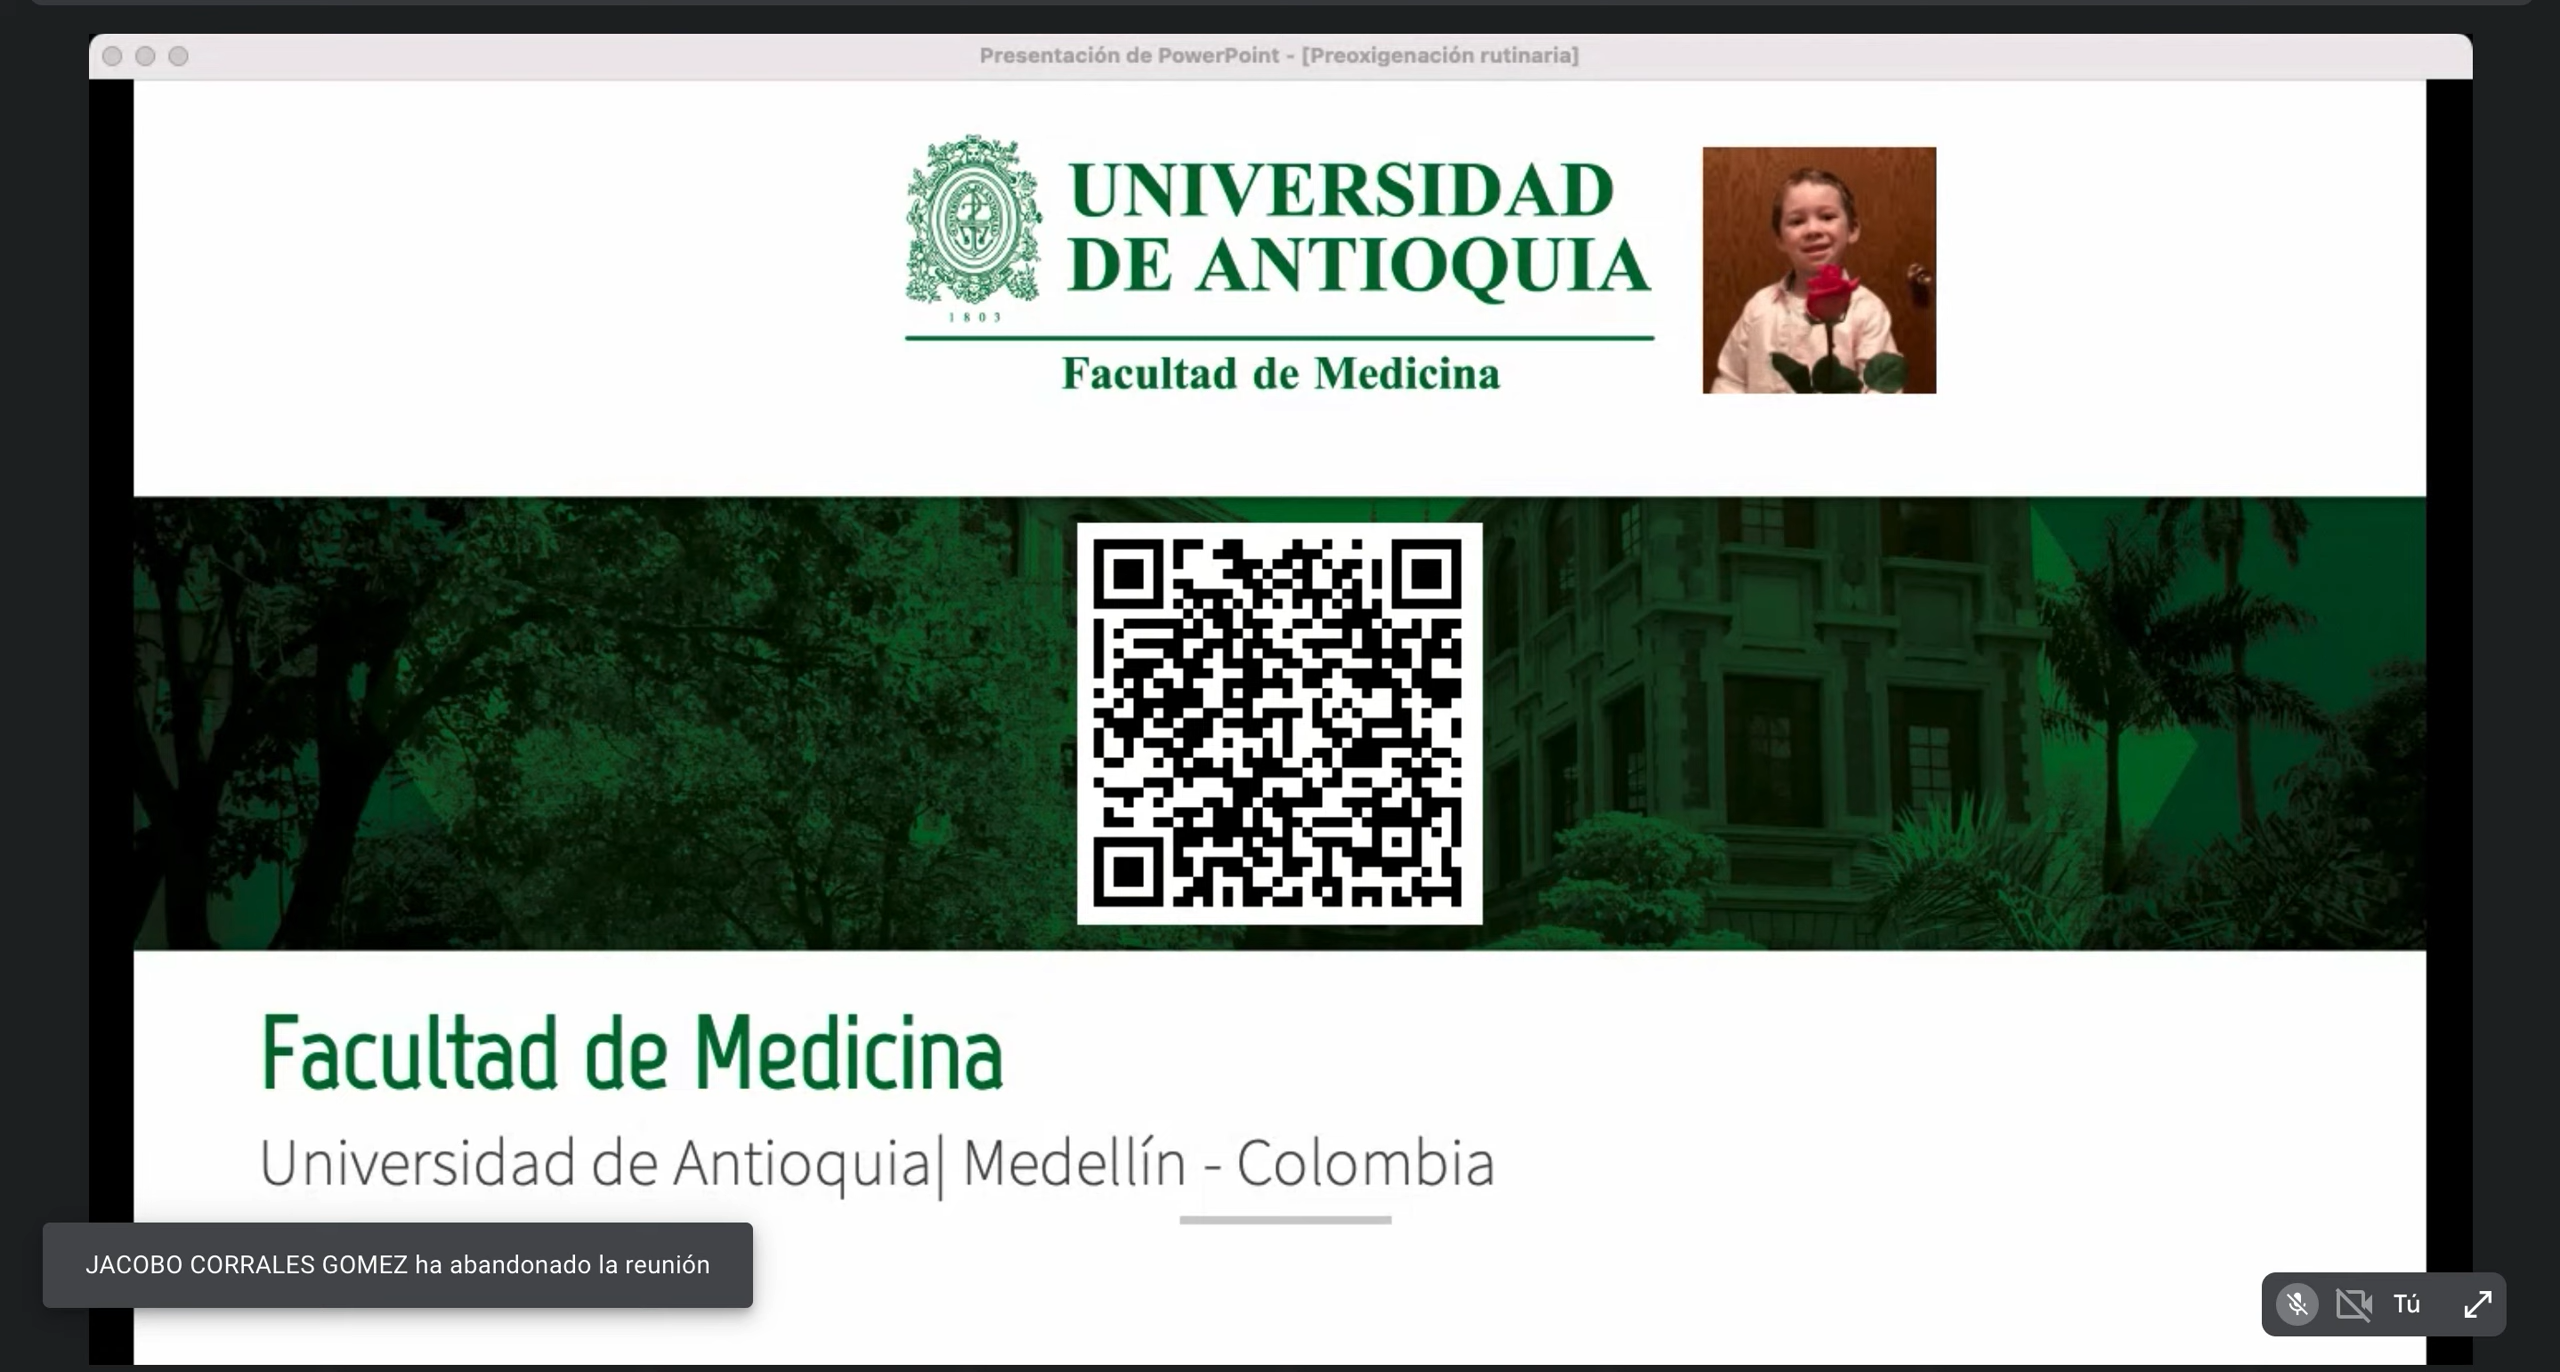 Presentación de PowerPoint - [Preoxigenación rutinaria]
UNIVERSIDAD
DE ANTIOQUIA
1803
Facultad de Medicina
Facultad de Medicina
Universidad de Antioquia| Medellín - Colombia
JACOBO CORRALES GOMEZ ha abandonado la reunión
Tú